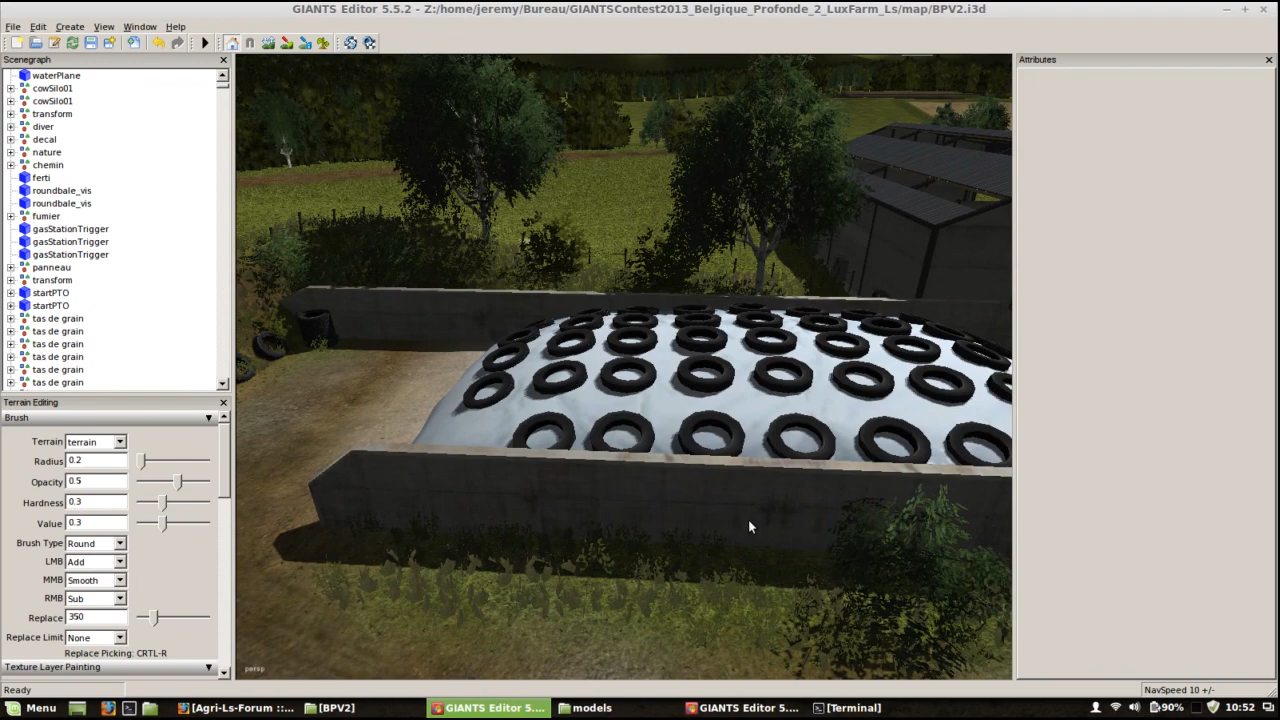 GIANTS Editor 5.5.2 - Z:/home/jeremy/Bureau/GIANTSContest2013_Belgique_Profonde_2_LuxFarm_Ls/map/BPV2.i3d
File Edit Create View Window Help
Scenegraph
Attributes
waterPlane
cowSilo01
cowSilo01
transform
diver
decal
nature
chemin
ferti
roundbale_vis
roundbale_vis
fumier
gasStationTrigger
gasStationTrigger
gasStationTrigger
panneau
transform
startPTO
startPTO
tas de grain
tas de grain
tas de grain
tas de grain
tas de grain
tas de grain
Terrain Editing
Brush
Terrain terrain
Radius 0.2
Opacity 0.5
Hardness 0.3
Value 0.3
Brush Type Round
LMB Add
MMB Smooth
RMB Sub
Replace 350
Replace Limit None
Replace Picking: CRTL-R
Texture Layer Painting
persp
Ready
NavSpeed 10 +/-
Menu [Agri-Ls-Forum ::... [BPV2] GIANTS Editor 5.... models GIANTS Editor 5.... [Terminal] 90% 10:52